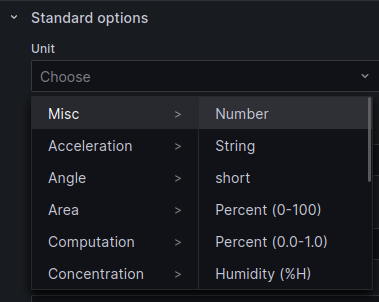 Standard options
Unit
Choose
Misc > Number
Acceleration > String
Angle > short
Area > Percent (0-100)
Computation > Percent (0.0-1.0)
Concentration > Humidity (%H)